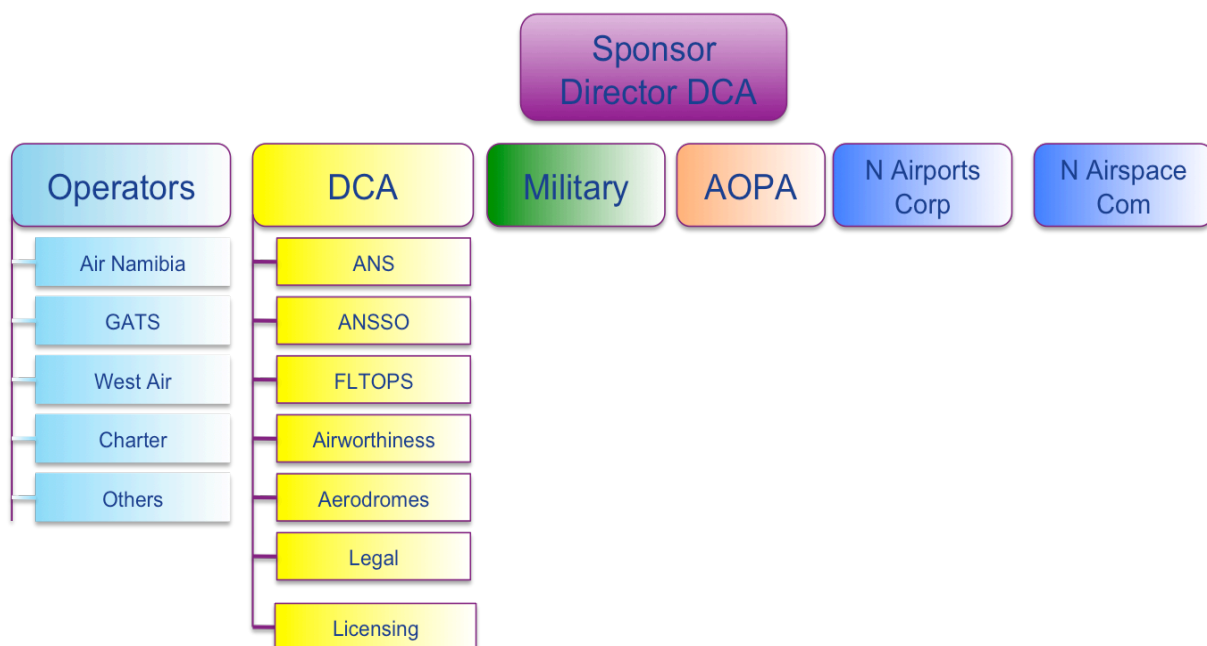 Sponsor
Director DCA
Operators
DCA
Military
AOPA
N Airports
Corp
N Airspace
Com
Air Namibia
GATS
West Air
Charter
Others
ANS
ANSSO
FLTOPS
Airworthiness
Aerodromes
Legal
Licensing